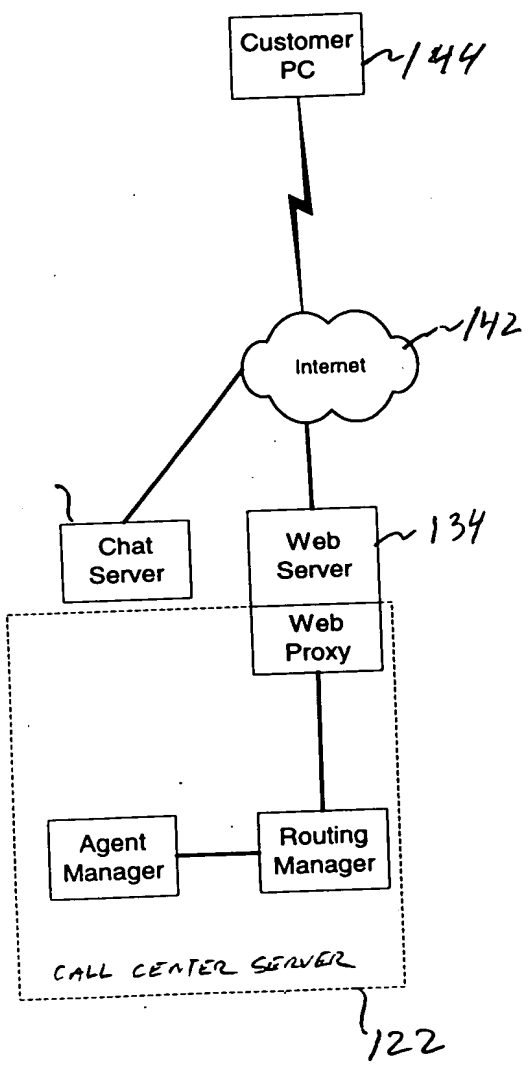 Customer
PC
144
Internet
142
Chat
Server
Web
Server
134
Web
Proxy
Agent
Manager
Routing
Manager
CALL CENTER SERVER
122